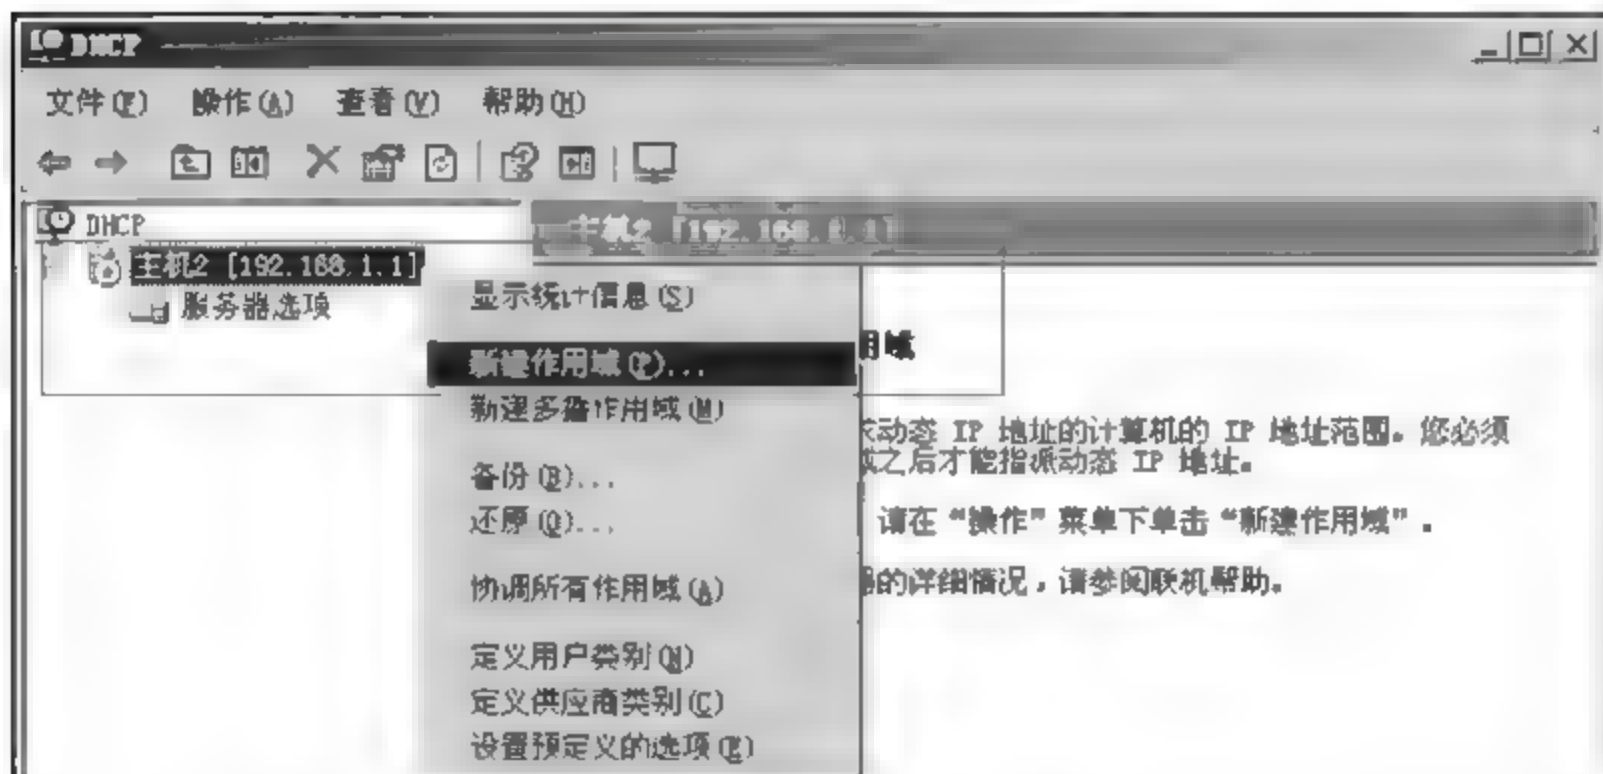 DHCP
文件(F) 操作(A) 查看(V) 帮助(H)
DHCP
主机2 [192.168.1.1]
服务器选项
主机2 [192.168.1.1]
显示统计信息(S)
新建作用域(P)...
新建多播作用域(M)
备份(B)...
还原(O)...
协调所有作用域(A)
定义用户类别(N)
定义供应商类别(C)
设置预定义的选项(E)
用域
求动态 IP 地址的计算机的 IP 地址范围。您必须
域之后才能指派动态 IP 地址。
请在“操作”菜单下单击“新建作用域”.
器的详细情况,请参阅联机帮助。